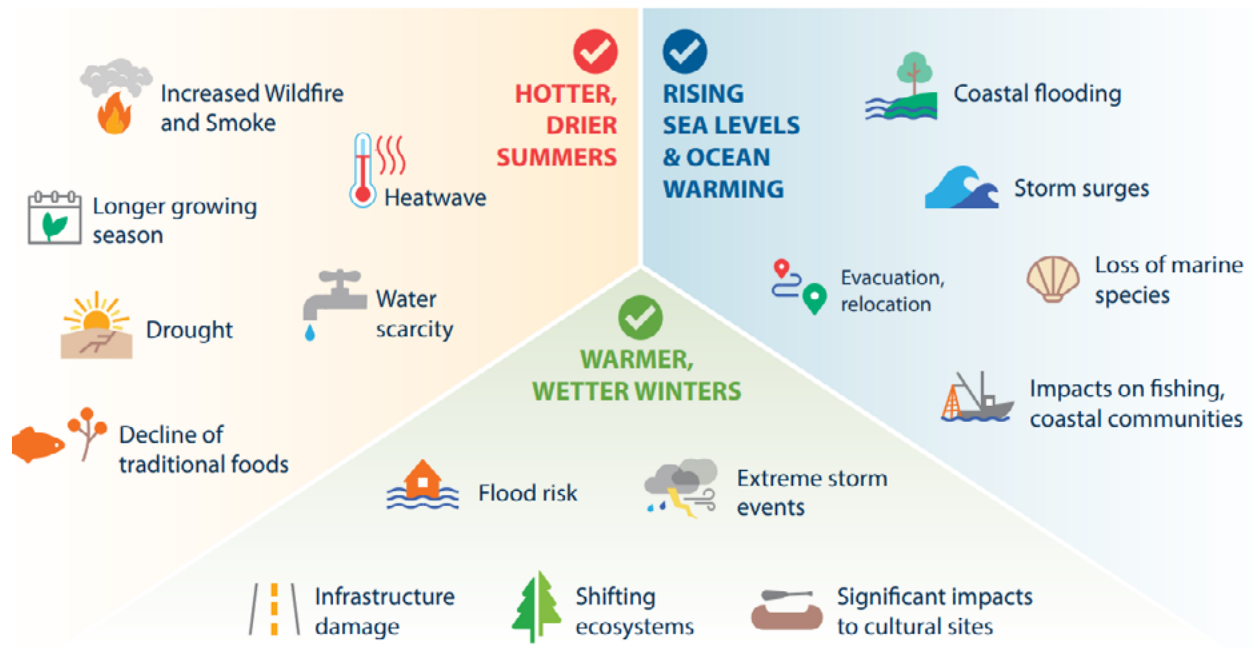 HOTTER,
DRIER
SUMMERS
Increased Wildfire
and Smoke
Heatwave
Longer growing
season
Water
scarcity
Drought
Decline of
traditional foods
RISING
SEA LEVELS
& OCEAN
WARMING
Coastal flooding
Storm surges
Evacuation,
relocation
Loss of marine
species
Impacts on fishing,
coastal communities
WARMER,
WETTER WINTERS
Flood risk
Extreme storm
events
Infrastructure
damage
Shifting
ecosystems
Significant impacts
to cultural sites